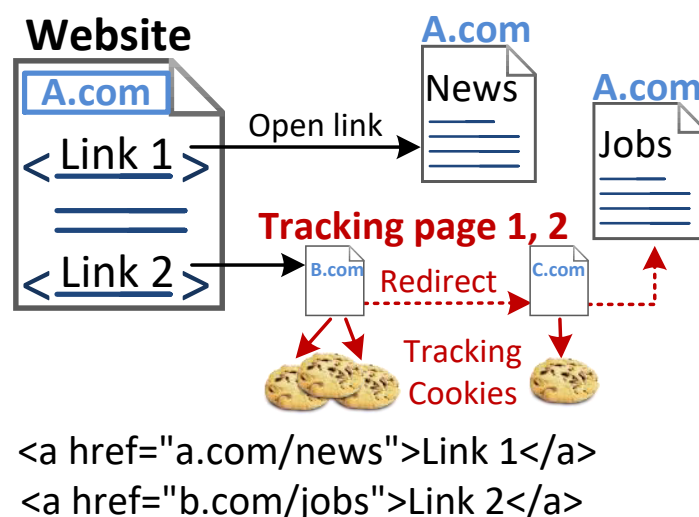 Website
A.com
< Link 1 >
< Link 2 >
Open link
A.com
News
A.com
Jobs
Tracking page 1, 2
B.com
Redirect
C.com
Tracking
Cookies
<a href="a.com/news">Link 1</a>
<a href="b.com/jobs">Link 2</a>